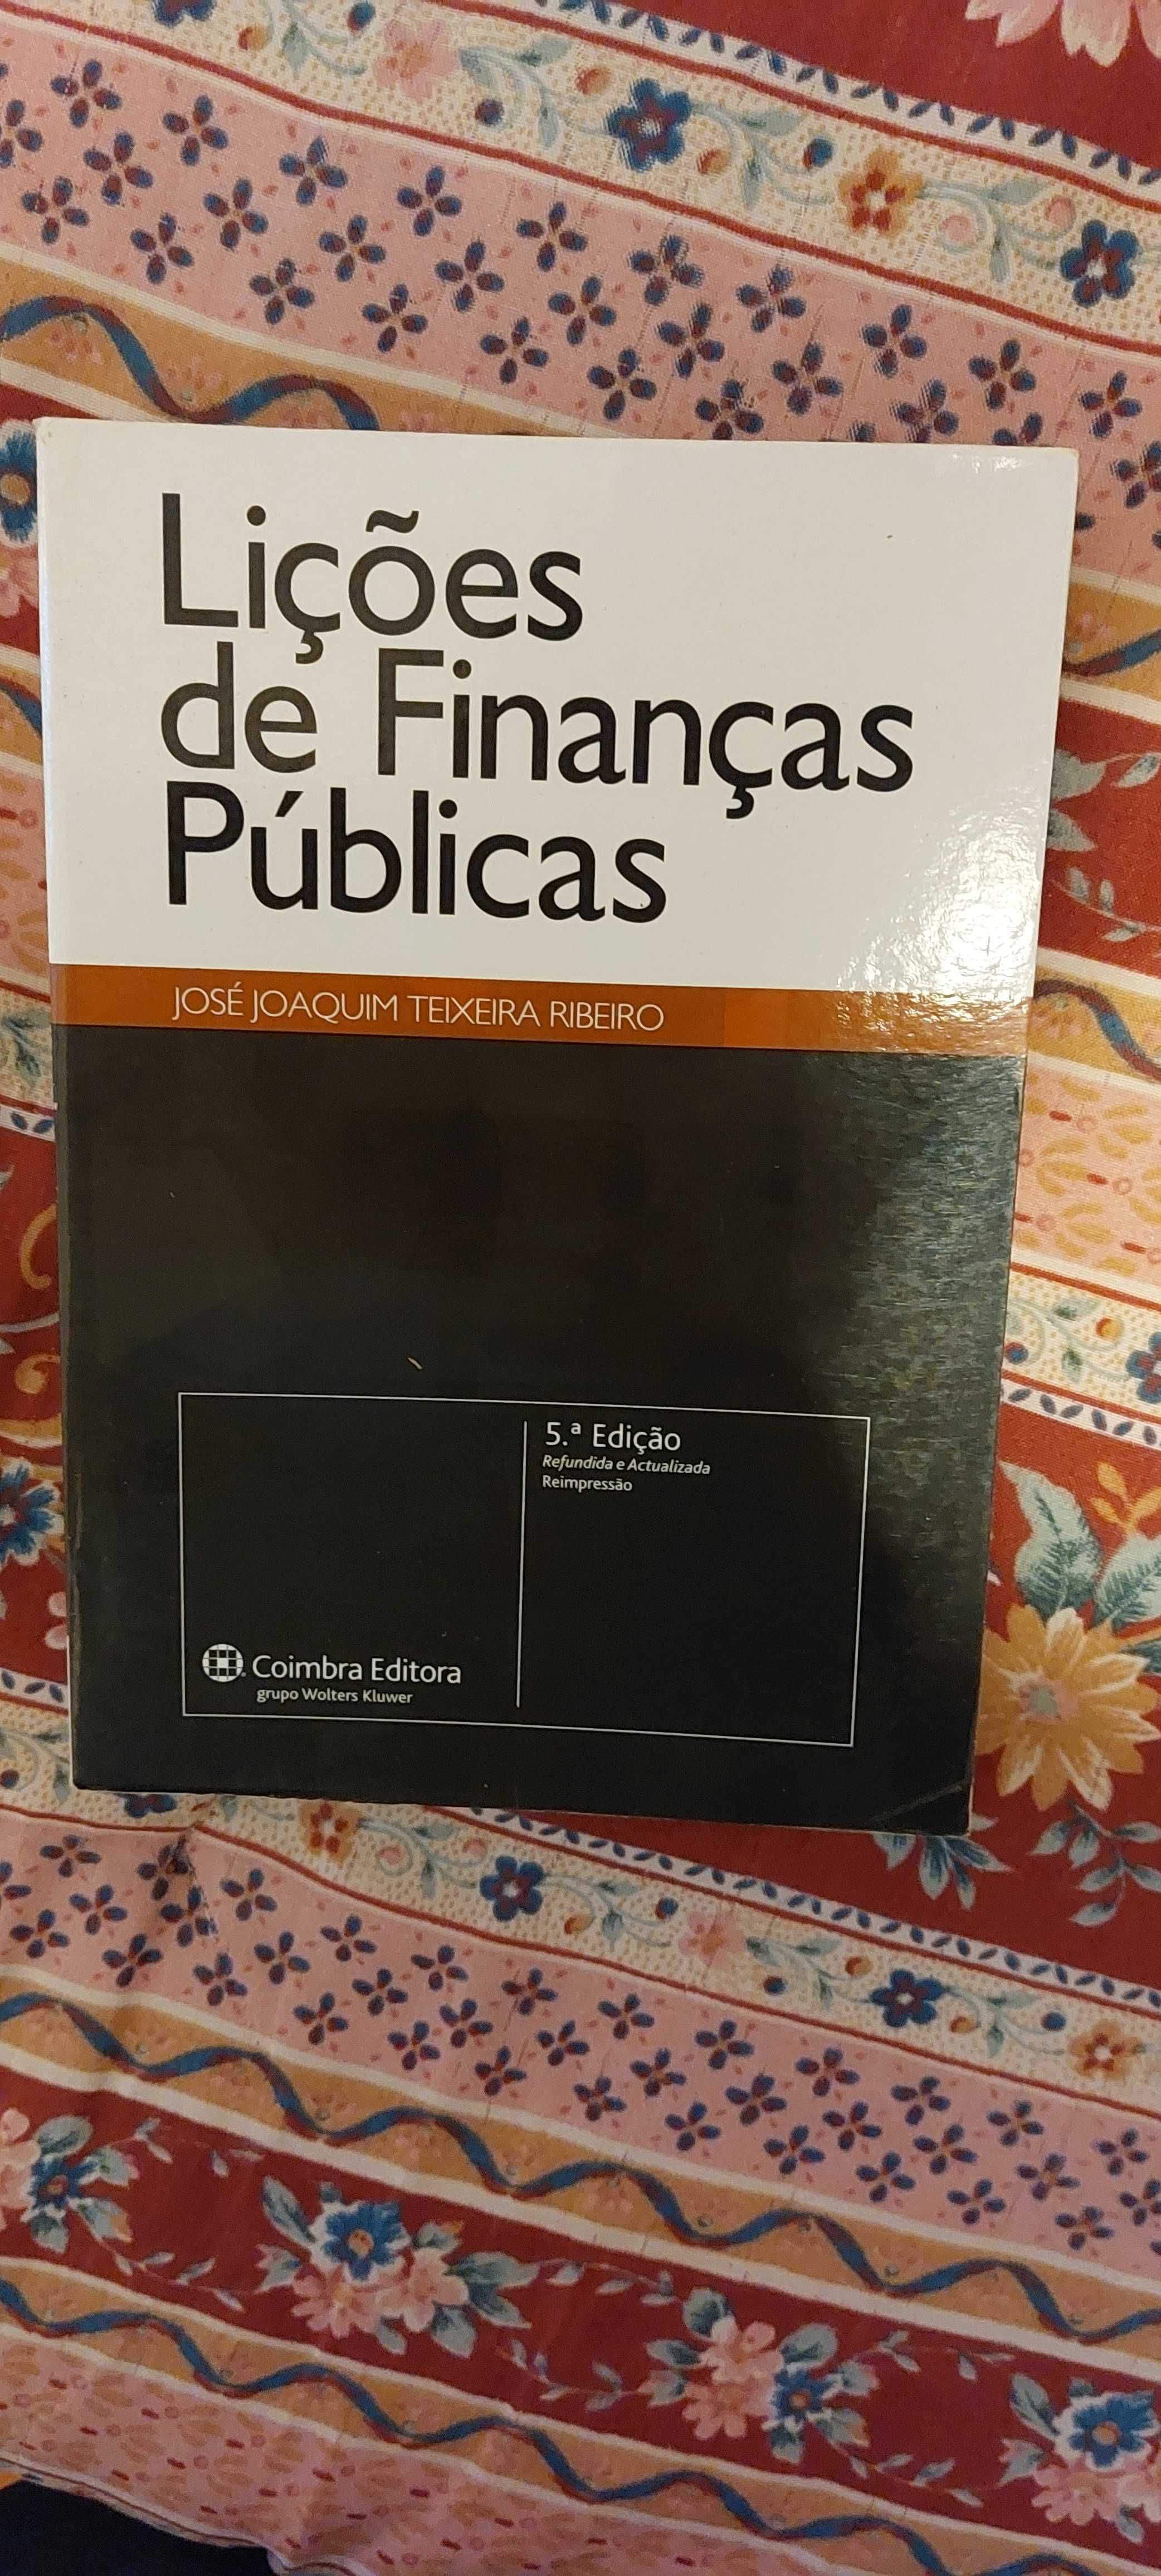 Lições
de Finanças
Públicas
JOSÉ JOAQUIM TEIXEIRA RIBEIRO
5.ª Edição
Refundida e Actualizada
Reimpressão
Coimbra Editora
grupo Wolters Kluwer